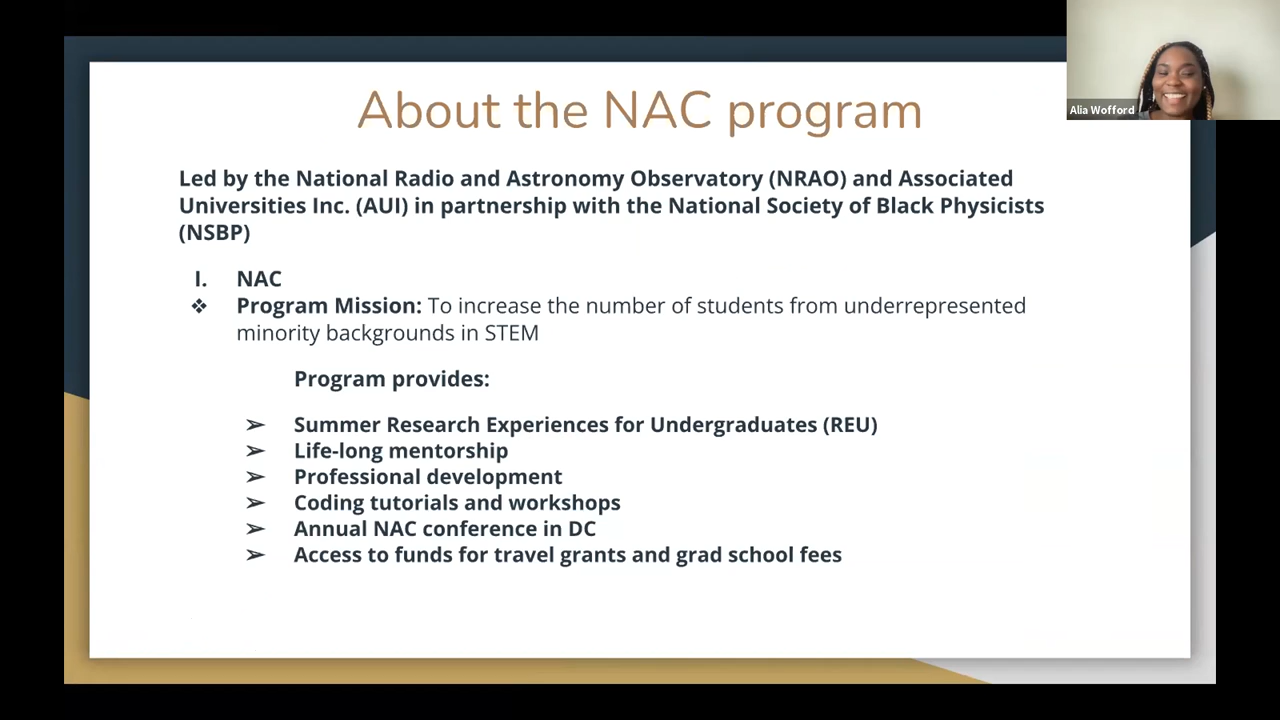 About the NAC program
Alia Wofford
Led by the National Radio and Astronomy Observatory (NRAO) and Associated
Universities Inc. (AUI) in partnership with the National Society of Black Physicists
(NSBP)
I. NAC
❖ Program Mission: To increase the number of students from underrepresented
minority backgrounds in STEM
Program provides:
➢ Summer Research Experiences for Undergraduates (REU)
➢ Life-long mentorship
➢ Professional development
➢ Coding tutorials and workshops
➢ Annual NAC conference in DC
➢ Access to funds for travel grants and grad school fees